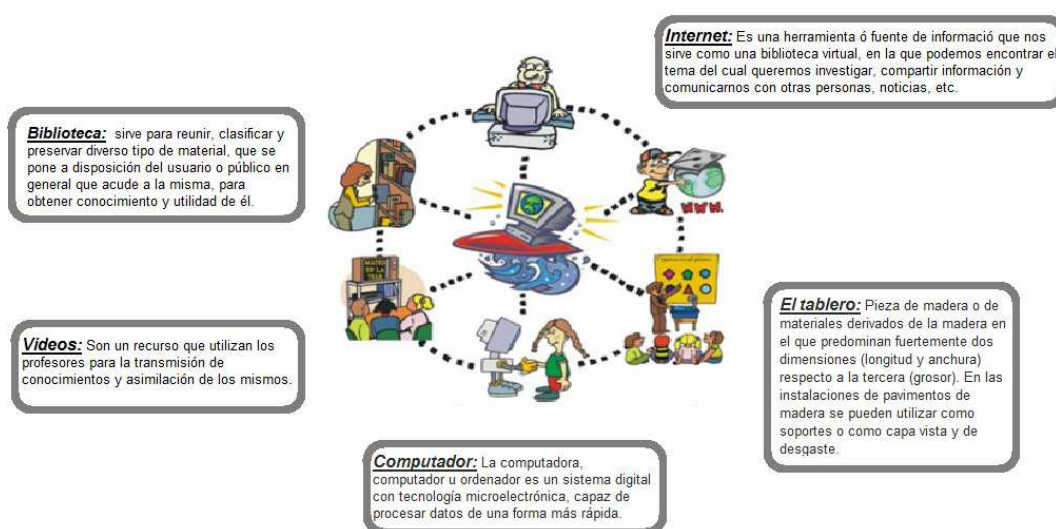 Internet: Es una herramienta ó fuente de informació que nos
sirve como una biblioteca virtual, en la que podemos encontrar el
tema del cual queremos investigar, compartir información y
comunicarnos con otras personas, noticias, etc.
Biblioteca: sirve para reunir, clasificar y
preservar diverso tipo de material, que se
pone a disposición del usuario o público en
general que acude a la misma, para
obtener conocimiento y utilidad de él.
WWW.
El tablero: Pieza de madera o de
materiales derivados de la madera en
el que predominan fuertemente dos
dimensiones (longitud y anchura)
respecto a la tercera (grosor). En las
instalaciones de pavimentos de
madera se pueden utilizar como
soportes o como capa vista y de
desgaste.
Videos: Son un recurso que utilizan los
profesores para la transmisión de
conocimientos y asimilación de los mismos.
Computador: La computadora,
computador u ordenador es un sistema digital
con tecnología microelectrónica, capaz de
procesar datos de una forma más rápida.